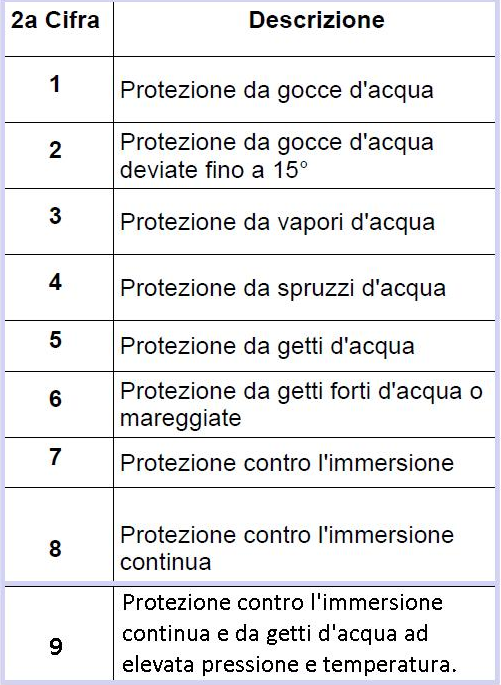 2a Cifra Descrizione
1 Protezione da gocce d'acqua
2 Protezione da gocce d'acqua
deviate fino a 15°
3 Protezione da vapori d'acqua
4 Protezione da spruzzi d'acqua
5 Protezione da getti d'acqua
6 Protezione da getti forti d'acqua o
mareggiate
7 Protezione contro l'immersione
8 Protezione contro l'immersione
continua
9 Protezione contro l'immersione
continua e da getti d'acqua ad
elevata pressione e temperatura.